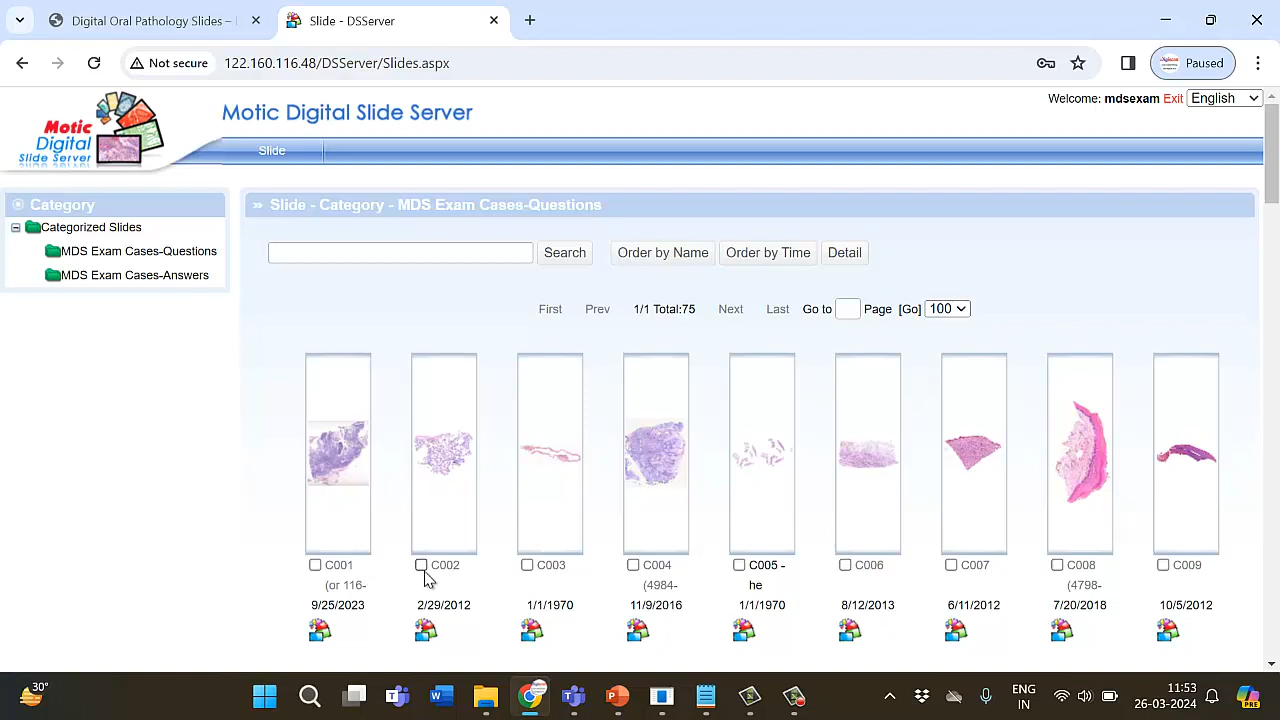 Digital Oral Pathology Slides –
Slide - DSServer
Not secure
122.160.116.48/DSServer/Slides.aspx
Paused
Motic
Digital
Slide Server
Motic Digital Slide Server
Welcome: mdsexam Exit English
Slide
Category
Categorized Slides
MDS Exam Cases-Questions
MDS Exam Cases-Answers
» Slide - Category - MDS Exam Cases-Questions
Search Order by Name Order by Time Detail
First Prev 1/1 Total:75 Next Last Go to Page [Go] 100
C001 C002 C003 C004 C005 - C006 C007 C008 C009
(or 116- (4984- he (4798-
9/25/2023 2/29/2012 1/1/1970 11/9/2016 1/1/1970 8/12/2013 6/11/2012 7/20/2018 10/5/2012
30°
ENG
IN
11:53
26-03-2024
PRE